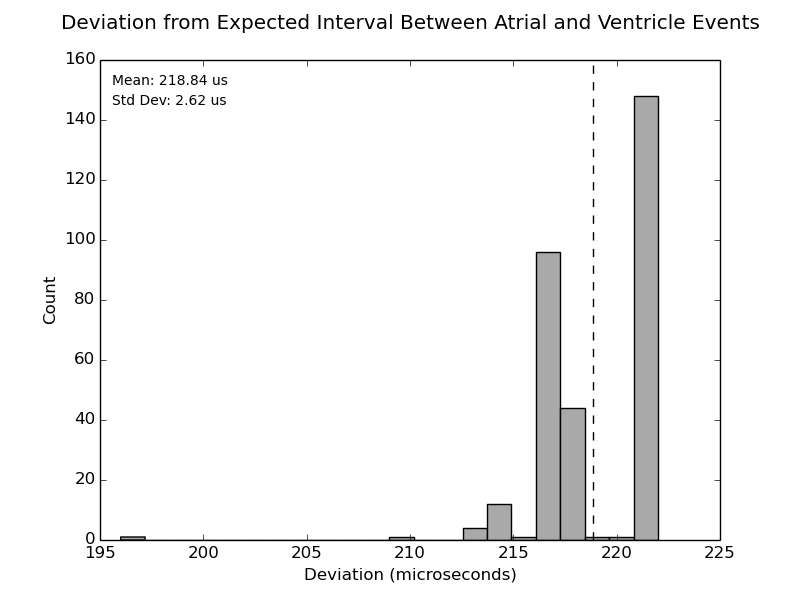 Deviation from Expected Interval Between Atrial and Ventricle Events
160
Mean: 218.84 us
Std Dev: 2.62 us
140
120
100
80
60
40
20
0
Count
195 200 205 210 215 220 225
Deviation (microseconds)